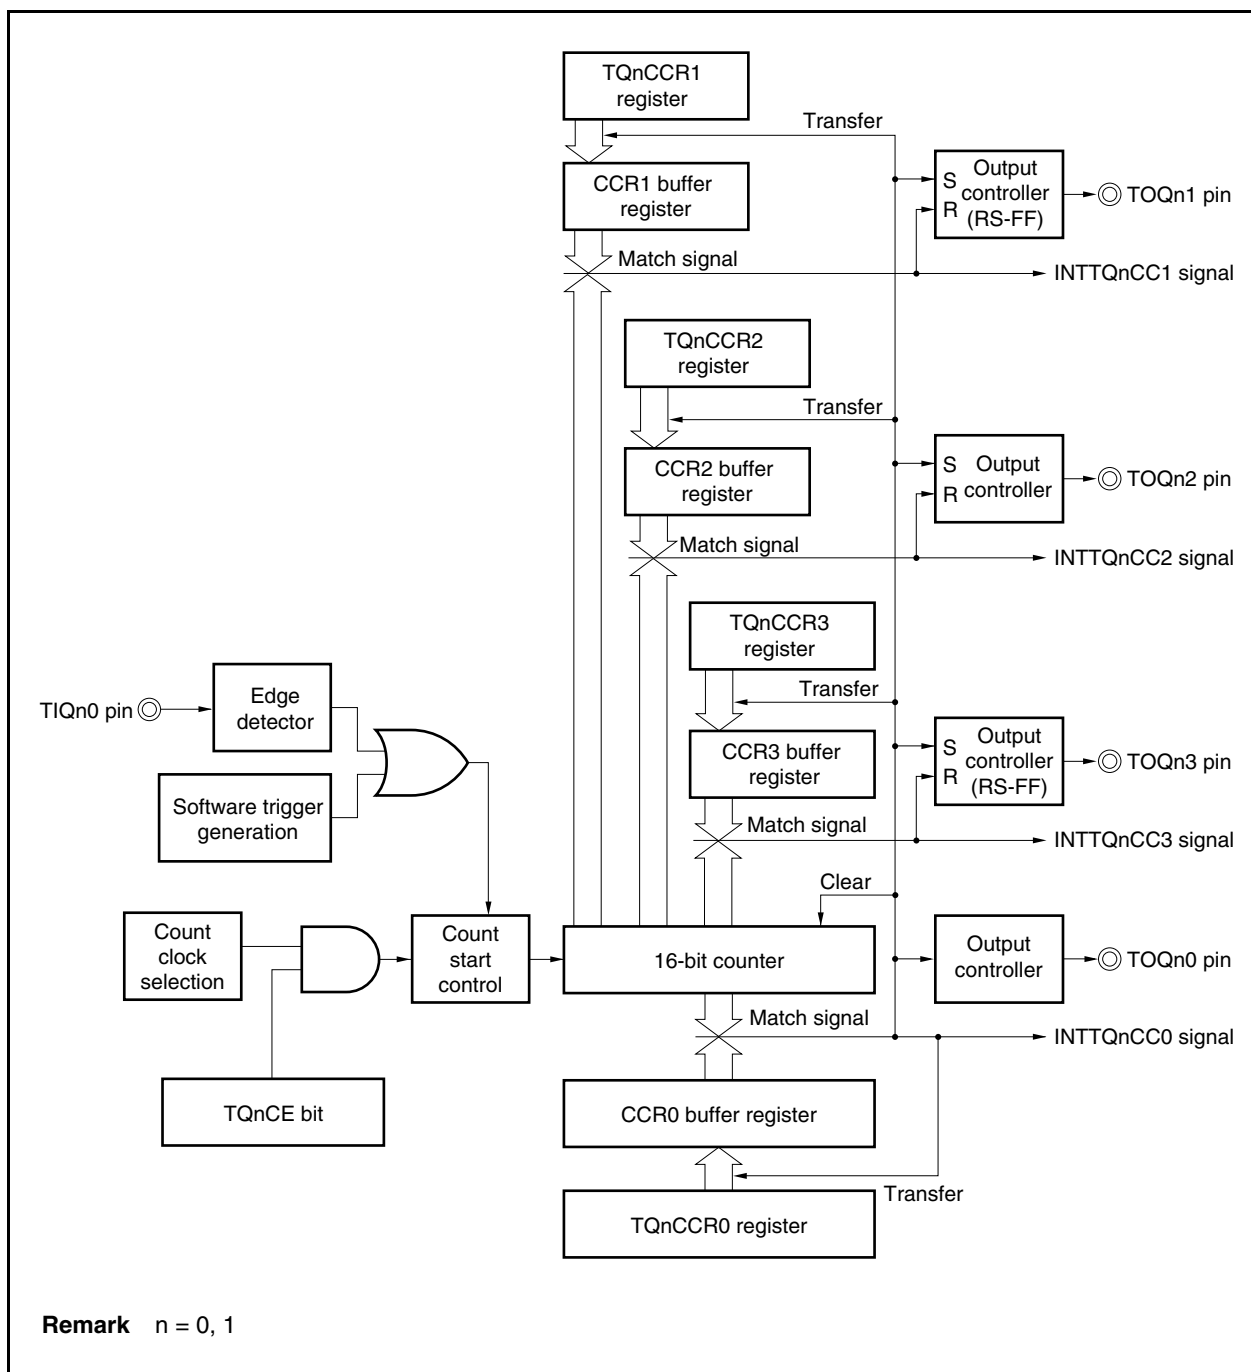 TQnCCR1
register
Transfer
CCR1 buffer
register
S
R
Output
controller
(RS-FF)
TOQn1 pin
Match signal
INTTQnCC1 signal
TQnCCR2
register
Transfer
CCR2 buffer
register
S
R
Output
controller
TOQn2 pin
Match signal
INTTQnCC2 signal
TQnCCR3
register
Transfer
CCR3 buffer
register
S
R
Output
controller
(RS-FF)
TOQn3 pin
Match signal
INTTQnCC3 signal
TIQn0 pin
Edge
detector
Software trigger
generation
Clear
Count
clock
selection
Count
start
control
16-bit counter
Output
controller
TOQn0 pin
Match signal
INTTQnCC0 signal
TQnCE bit
CCR0 buffer register
Transfer
TQnCCR0 register
Remark n = 0, 1